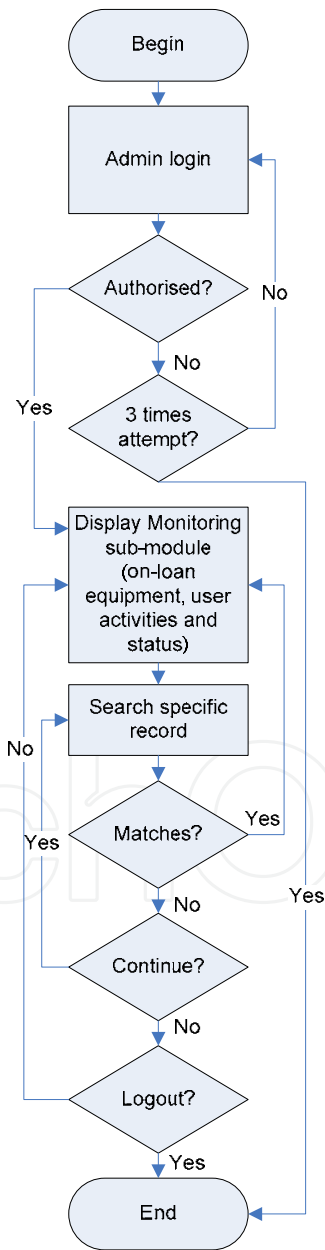 Begin
Admin login
Authorised?
No
No
Yes
3 times
attempt?
Display Monitoring
sub-module
(on-loan
equipment, user
activities and
status)
Search specific
record
No
Yes
Matches?
Yes
No
Yes
Continue?
No
Logout?
Yes
End